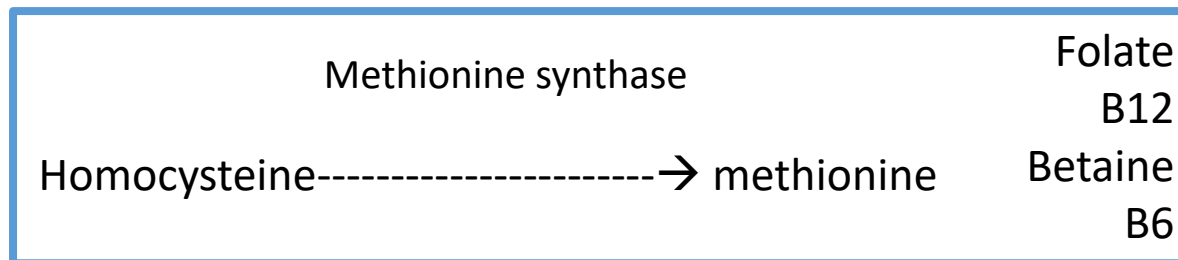 Methionine synthase
Homocysteine-----------------------→ methionine
Folate
B12
Betaine
B6